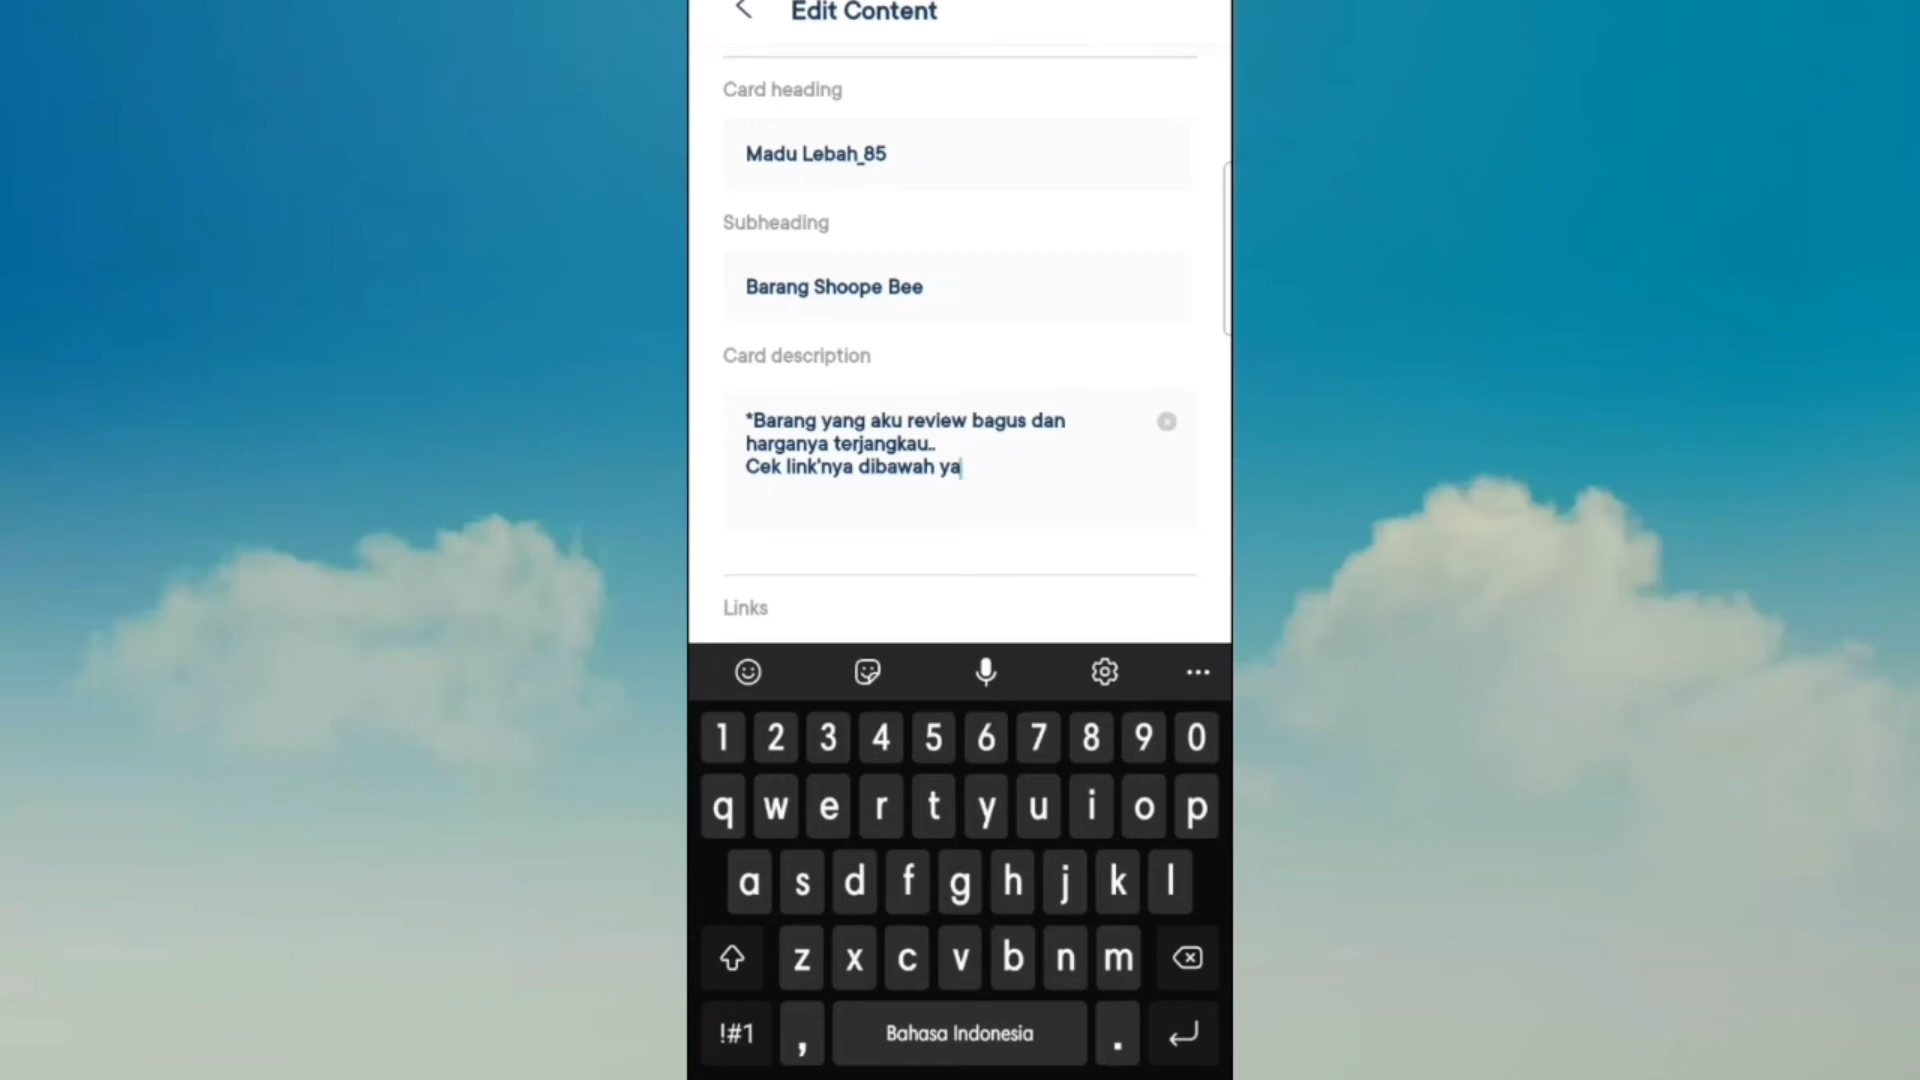 Edit Content
Card heading
Madu Lebah_85
Subheading
Barang Shoope Bee
Card description
*Barang yang aku review bagus dan
harganya terjangkau..
Cek link'nya dibawah ya
Links
1 2 3 4 5 6 7 8 9 0
q w e r t y u i o p
a s d f g h j k l
z x c v b n m
!#1 , Bahasa Indonesia .